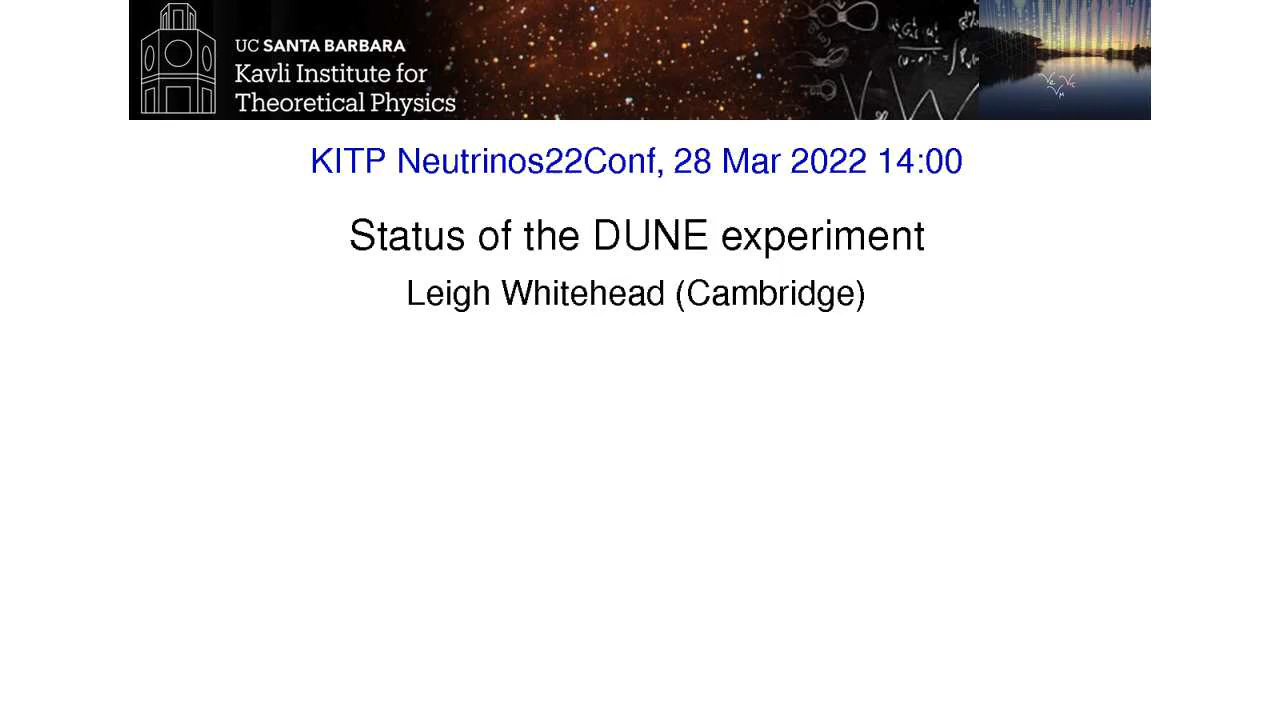 UC SANTA BARBARA
Kavli Institute for
Theoretical Physics
KITP Neutrinos22Conf, 28 Mar 2022 14:00
Status of the DUNE experiment
Leigh Whitehead (Cambridge)